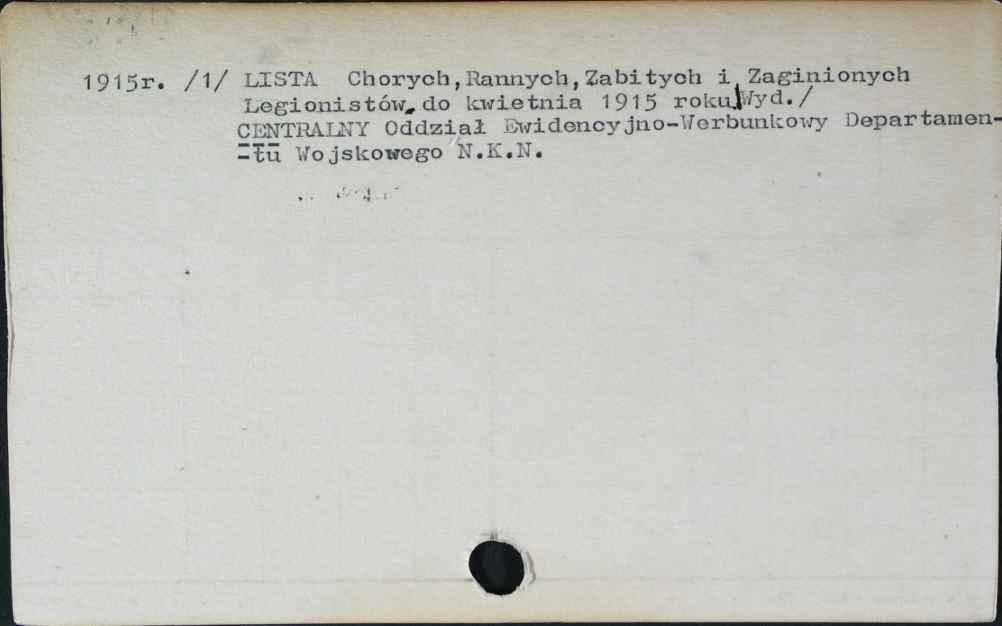 1915r. /1/ LISTA Chorych,Rannych,Zabitych i Zaginionych
Legionistów do kwietnia 1915 roku/Wyd./
CENTRALNY Oddział Ewidencyjno-Werbunkowy Departamen-
-tu Wojskowego N.K.N.